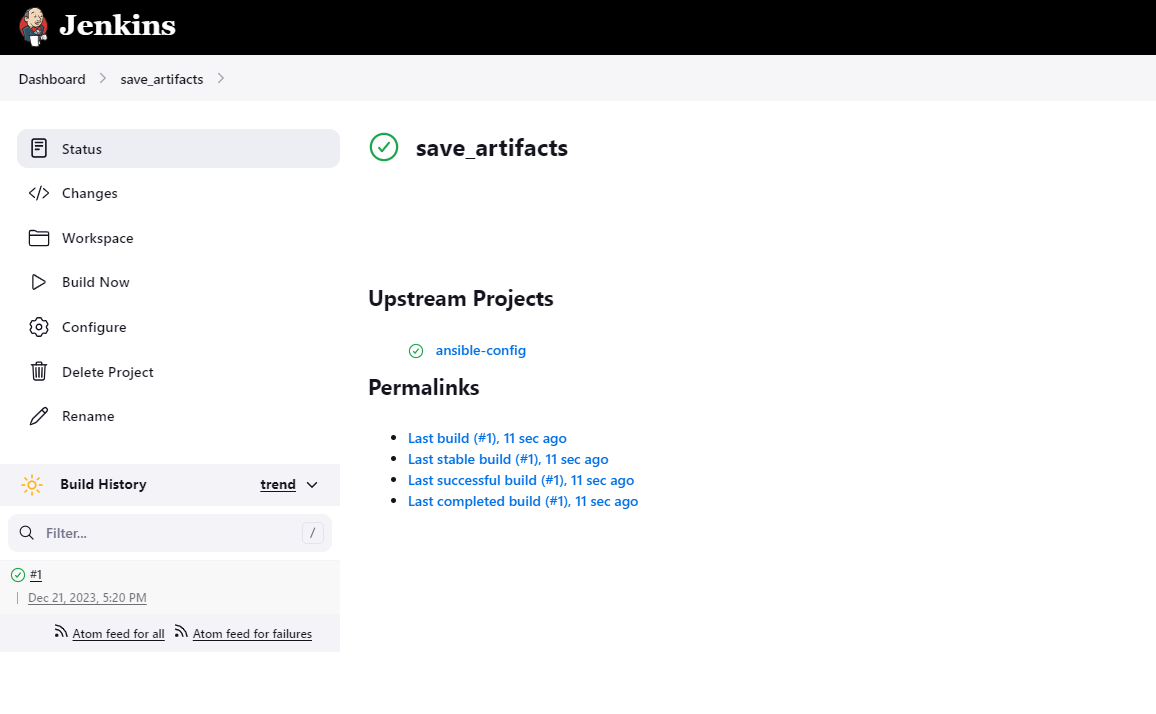 Jenkins
Dashboard
save_artifacts
Status
Changes
Workspace
Build Now
Configure
Delete Project
Rename
Build History
trend
Filter...
/
#1
Dec 21, 2023, 5:20 PM
Atom feed for all
Atom feed for failures
save_artifacts
Upstream Projects
ansible-config
Permalinks
Last build (#1), 11 sec ago
Last stable build (#1), 11 sec ago
Last successful build (#1), 11 sec ago
Last completed build (#1), 11 sec ago